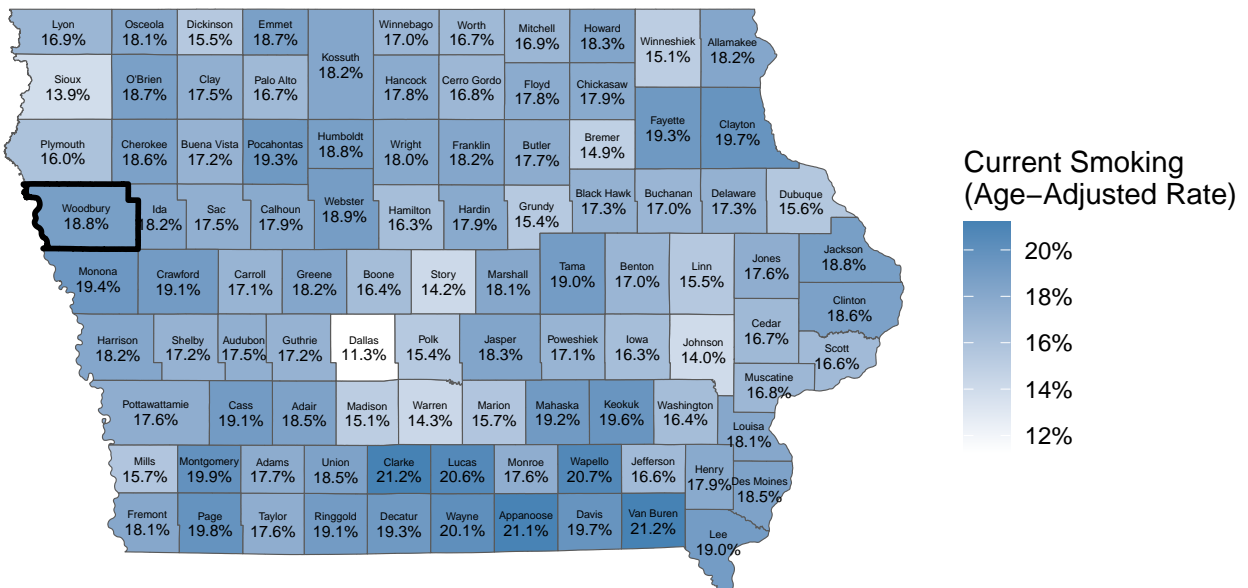 Lyon
16.9%
Osceola
18.1%
Dickinson
15.5%
Emmet
18.7%
Kossuth
18.2%
Winnebago
17.0%
Worth
16.7%
Mitchell
16.9%
Howard
18.3%
Winneshiek
15.1%
Allamakee
18.2%
Sioux
13.9%
O'Brien
18.7%
Clay
17.5%
Palo Alto
16.7%
Hancock
17.8%
Cerro Gordo
16.8%
Floyd
17.8%
Chickasaw
17.9%
Fayette
19.3%
Clayton
19.7%
Plymouth
16.0%
Cherokee
18.6%
Buena Vista
17.2%
Pocahontas
19.3%
Humboldt
18.8%
Wright
18.0%
Franklin
18.2%
Butler
17.7%
Bremer
14.9%
Woodbury
18.8%
Ida
18.2%
Sac
17.5%
Calhoun
17.9%
Webster
18.9%
Hamilton
16.3%
Hardin
17.9%
Grundy
15.4%
Black Hawk
17.3%
Buchanan
17.0%
Delaware
17.3%
Dubuque
15.6%
Monona
19.4%
Crawford
19.1%
Carroll
17.1%
Greene
18.2%
Boone
16.4%
Story
14.2%
Marshall
18.1%
Tama
19.0%
Benton
17.0%
Linn
15.5%
Jones
17.6%
Jackson
18.8%
Clinton
18.6%
Harrison
18.2%
Shelby
17.2%
Audubon
17.5%
Guthrie
17.2%
Dallas
11.3%
Polk
15.4%
Jasper
18.3%
Poweshiek
17.1%
Iowa
16.3%
Johnson
14.0%
Cedar
16.7%
Scott
16.6%
Muscatine
16.8%
Pottawattamie
17.6%
Cass
19.1%
Adair
18.5%
Madison
15.1%
Warren
14.3%
Marion
15.7%
Mahaska
19.2%
Keokuk
19.6%
Washington
16.4%
Louisa
18.1%
Mills
15.7%
Montgomery
19.9%
Adams
17.7%
Union
18.5%
Clarke
21.2%
Lucas
20.6%
Monroe
17.6%
Wapello
20.7%
Jefferson
16.6%
Henry
17.9%
Des Moines
18.5%
Fremont
18.1%
Page
19.8%
Taylor
17.6%
Ringgold
19.1%
Decatur
19.3%
Wayne
20.1%
Appanoose
21.1%
Davis
19.7%
Van Buren
21.2%
Lee
19.0%
Current Smoking
(Age−Adjusted Rate)
20%
18%
16%
14%
12%